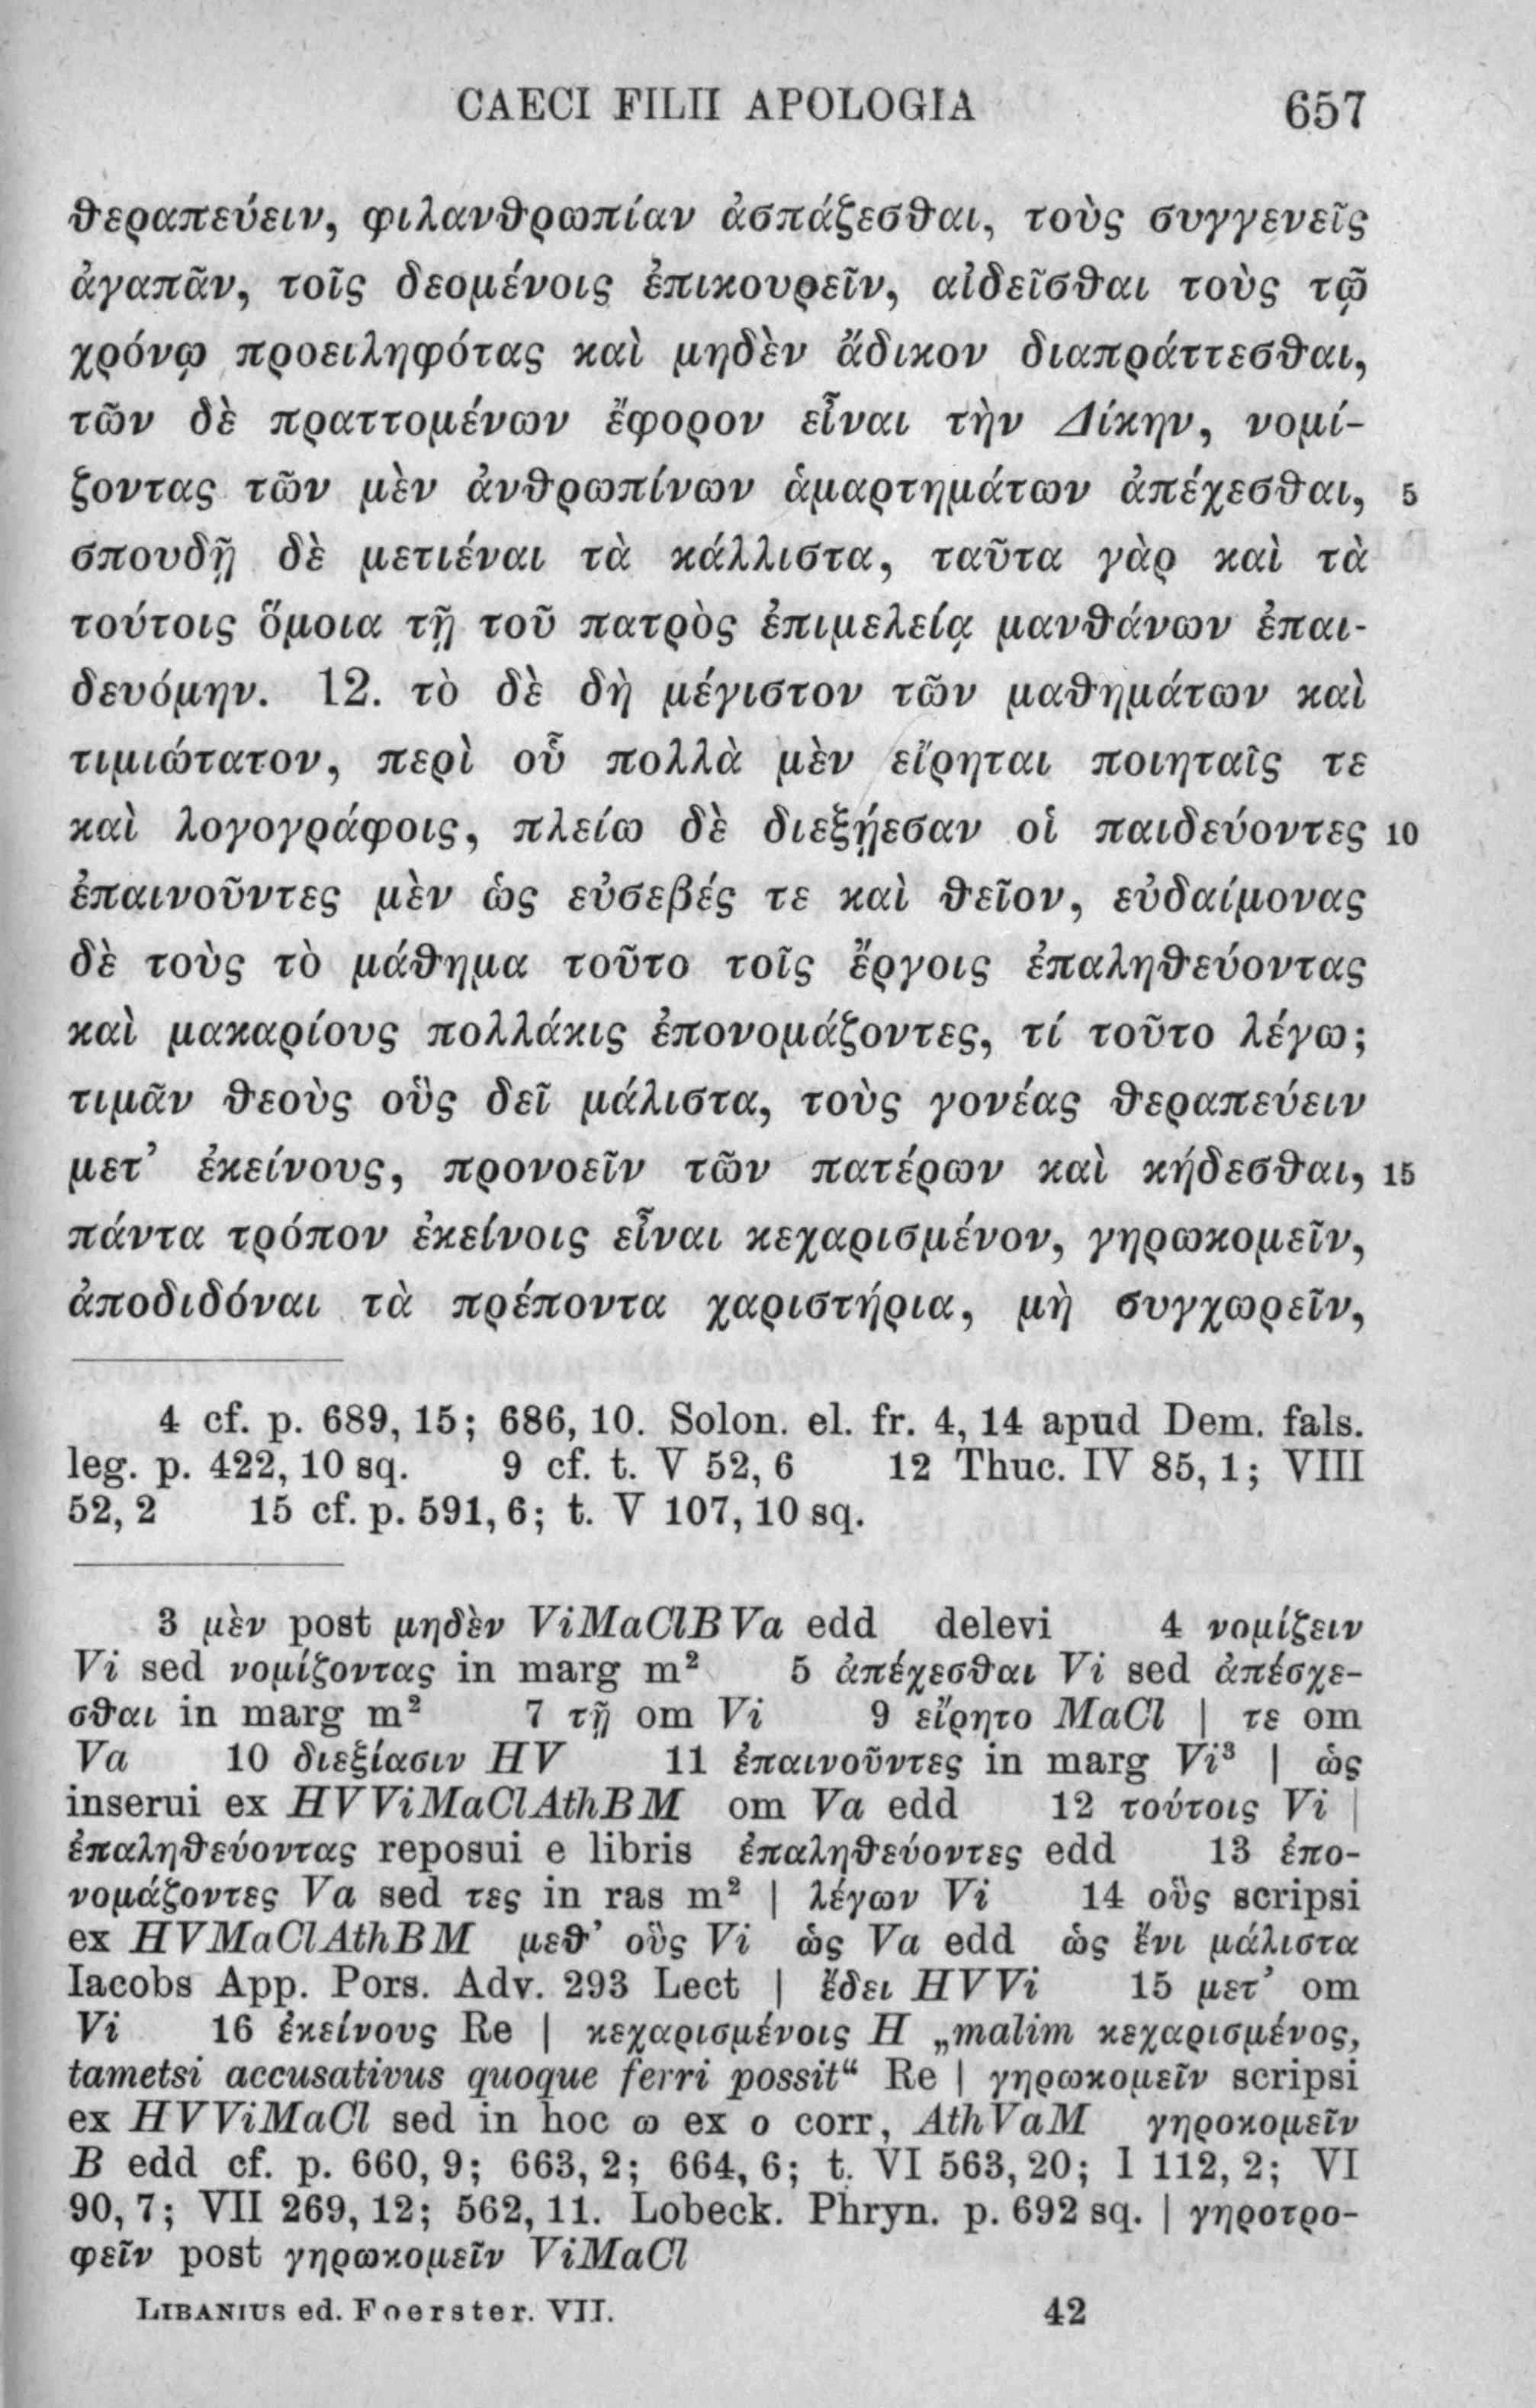 CAECI FILII APOLOGIA 657
θεραπεύειν, φιλανθρωπίαν ἀσπάζεσθαι, τοὺς συγγενεῖς
ἀγαπᾶν, τοῖς δεομένοις ἐπικουρεῖν, αἰδεῖσθαι τοὺς τῷ
χρόνῳ προειληφότας καὶ μηδὲν ἄδικον διαπράττεσθαι,
τῶν δὲ πραττομένων ἔφορον εἶναι τὴν Δίκην, νομί-
ζοντας τῶν μὲν ἀνθρωπίνων ἁμαρτημάτων ἀπέχεσθαι, 5
σπουδῇ δὲ μετιέναι τὰ κάλλιστα, ταῦτα γὰρ καὶ τὰ
τούτοις ὅμοια τῇ τοῦ πατρὸς ἐπιμελείᾳ μανθάνων ἐπαι-
δευόμην. 12. τὸ δὲ δὴ μέγιστον τῶν μαθημάτων καὶ
τιμιώτατον, περὶ οὗ πολλὰ μὲν εἴρηται ποιηταῖς τε
καὶ λογογράφοις, πλείω δὲ διεξῄεσαν οἱ παιδεύοντες 10
ἐπαινοῦντες μὲν ὡς εὐσεβές τε καὶ θεῖον, εὐδαίμονας
δὲ τοὺς τὸ μάθημα τοῦτο τοῖς ἔργοις ἐπαληθεύοντας
καὶ μακαρίους πολλάκις ἐπονομάζοντες, τί τοῦτο λέγω;
τιμᾶν θεοὺς οὓς δεῖ μάλιστα, τοὺς γονέας θεραπεύειν
μετ’ ἐκείνους, προνοεῖν τῶν πατέρων καὶ κήδεσθαι, 15
πάντα τρόπον ἐκείνοις εἶναι κεχαρισμένον, γηρωκομεῖν,
ἀποδιδόναι τὰ πρέποντα χαριστήρια, μὴ συγχωρεῖν,
4 cf. p. 689, 15; 686, 10. Solon. el. fr. 4, 14 apud Dem. fals.
leg. p. 422, 10 sq. 9 cf. t. V 52, 6 12 Thuc. IV 85, 1; VIII
52, 2 15 cf. p. 591, 6; t. V 107, 10 sq.
3 μὲν post μηδὲν ViMaClBVa edd delevi 4 νομίζειν
Vi sed νομίζοντας in marg m² 5 ἀπέχεσθαι Vi sed ἀπέσχε-
σθαι in marg m² 7 τῇ om Vi 9 εἴρητο MaCl | τε om
Va 10 διεξίασιν HV 11 ἐπαινοῦντες in marg Vi³ | ὡς
inserui ex HVViMaClAthBM om Va edd 12 τούτοις Vi |
ἐπαληθεύοντας reposui e libris ἐπαληθεύοντες edd 13 ἐπο-
νομάζοντες Va sed τες in ras m² | λέγων Vi 14 οὓς scripsi
ex HVMaClAthBM μεθ’ οὓς Vi ὡς Va edd ὡς ἔνι μάλιστα
Iacobs App. Pors. Adv. 293 Lect | ἔδει HVVi 15 μετ’ om
Vi 16 ἐκείνους Re | κεχαρισμένοις H „malim κεχαρισμένος,
tametsi accusativus quoque ferri possit“ Re | γηρωκομεῖν scripsi
ex HVViMaCl sed in hoc ω ex ο corr, AthVaM γηροκομεῖν
B edd cf. p. 660, 9; 663, 2; 664, 6; t. VI 563, 20; I 112, 2; VI
90, 7; VII 269, 12; 562, 11. Lobeck. Phryn. p. 692 sq. | γηροτρο-
φεῖν post γηρωκομεῖν ViMaCl
LIBANIUS ed. Foerster. VII. 42